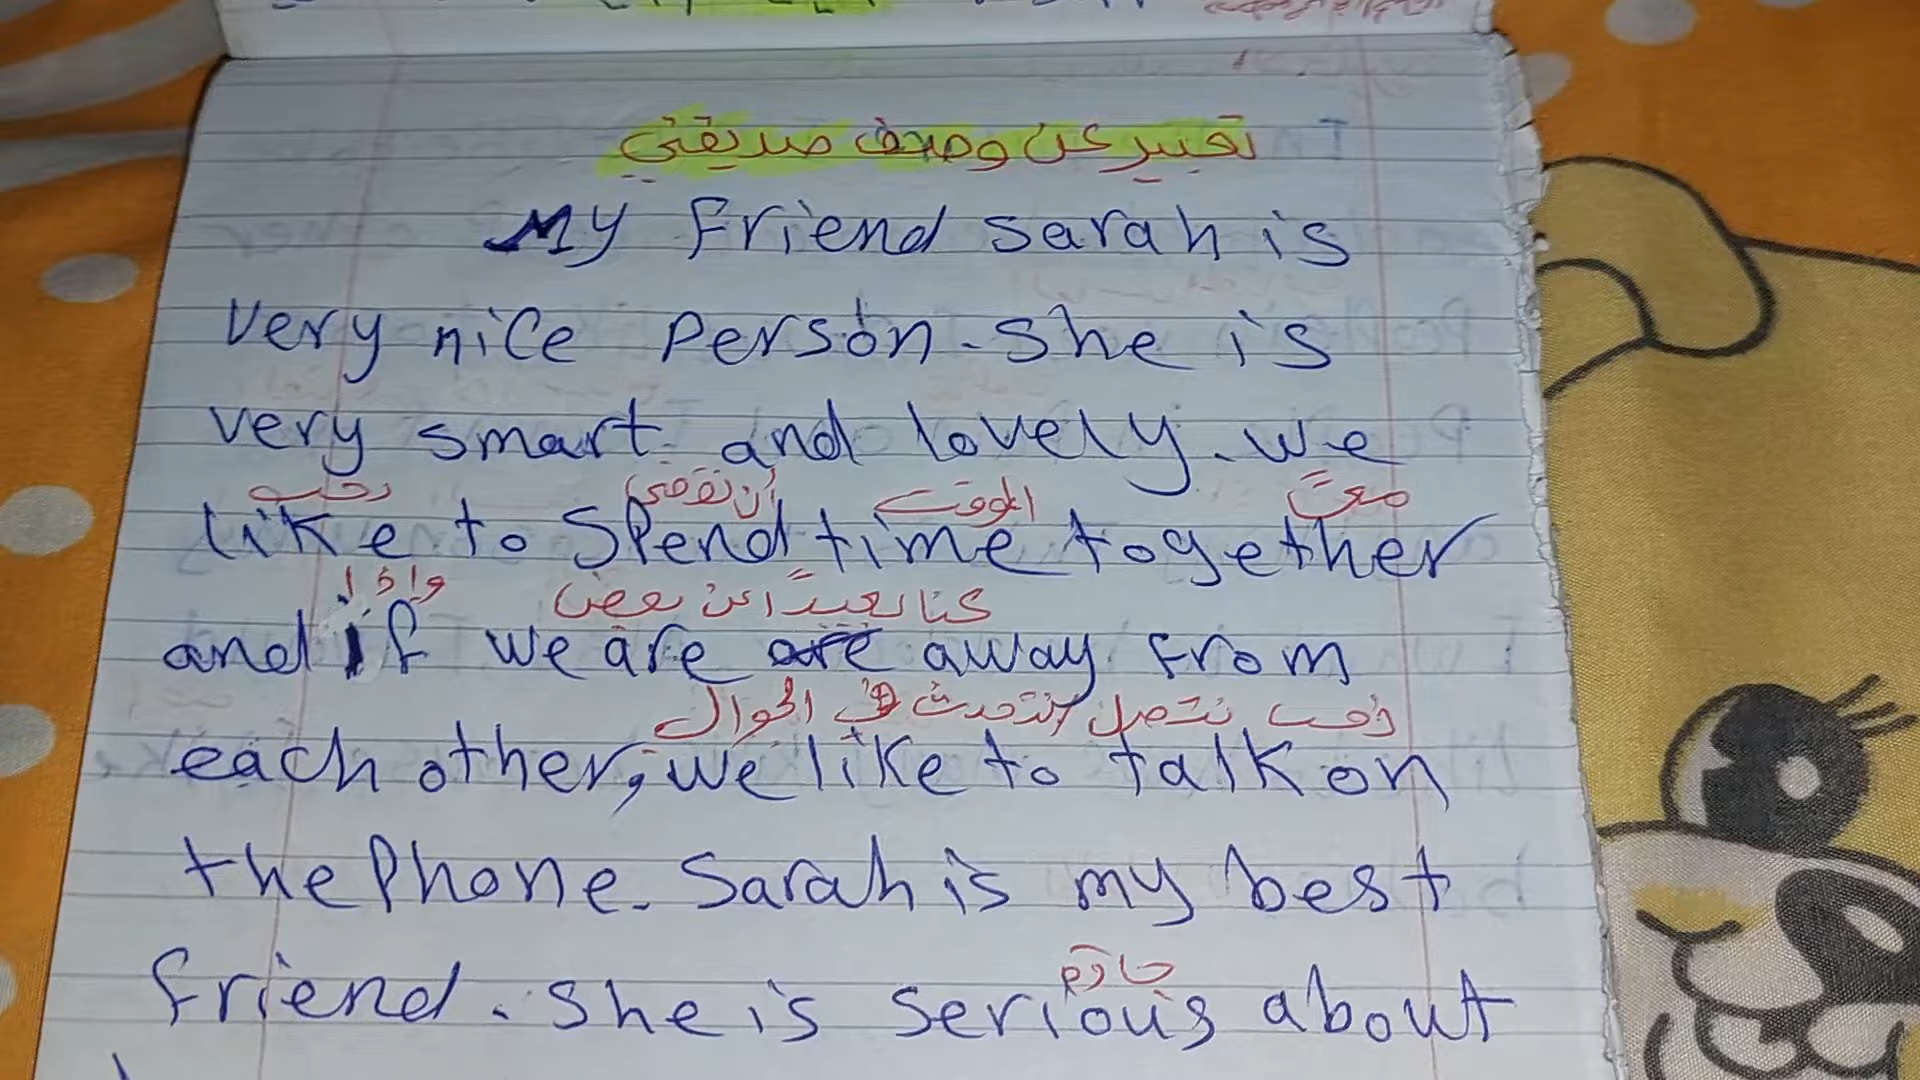 تعبير عن وصف صديقتي
My Friend sarah is
very nice Person. She is
very smart and lovely. we
نحب أن نقضي الوقت معاً
like to Spend time together
وإذا كنا بعيداً عن بعض
and if we are are away from
نحب نتصل نتحدث في الجوال
each other, we like to talk on
the Phone. Sarah is my best
حازم
friend. She is serious about